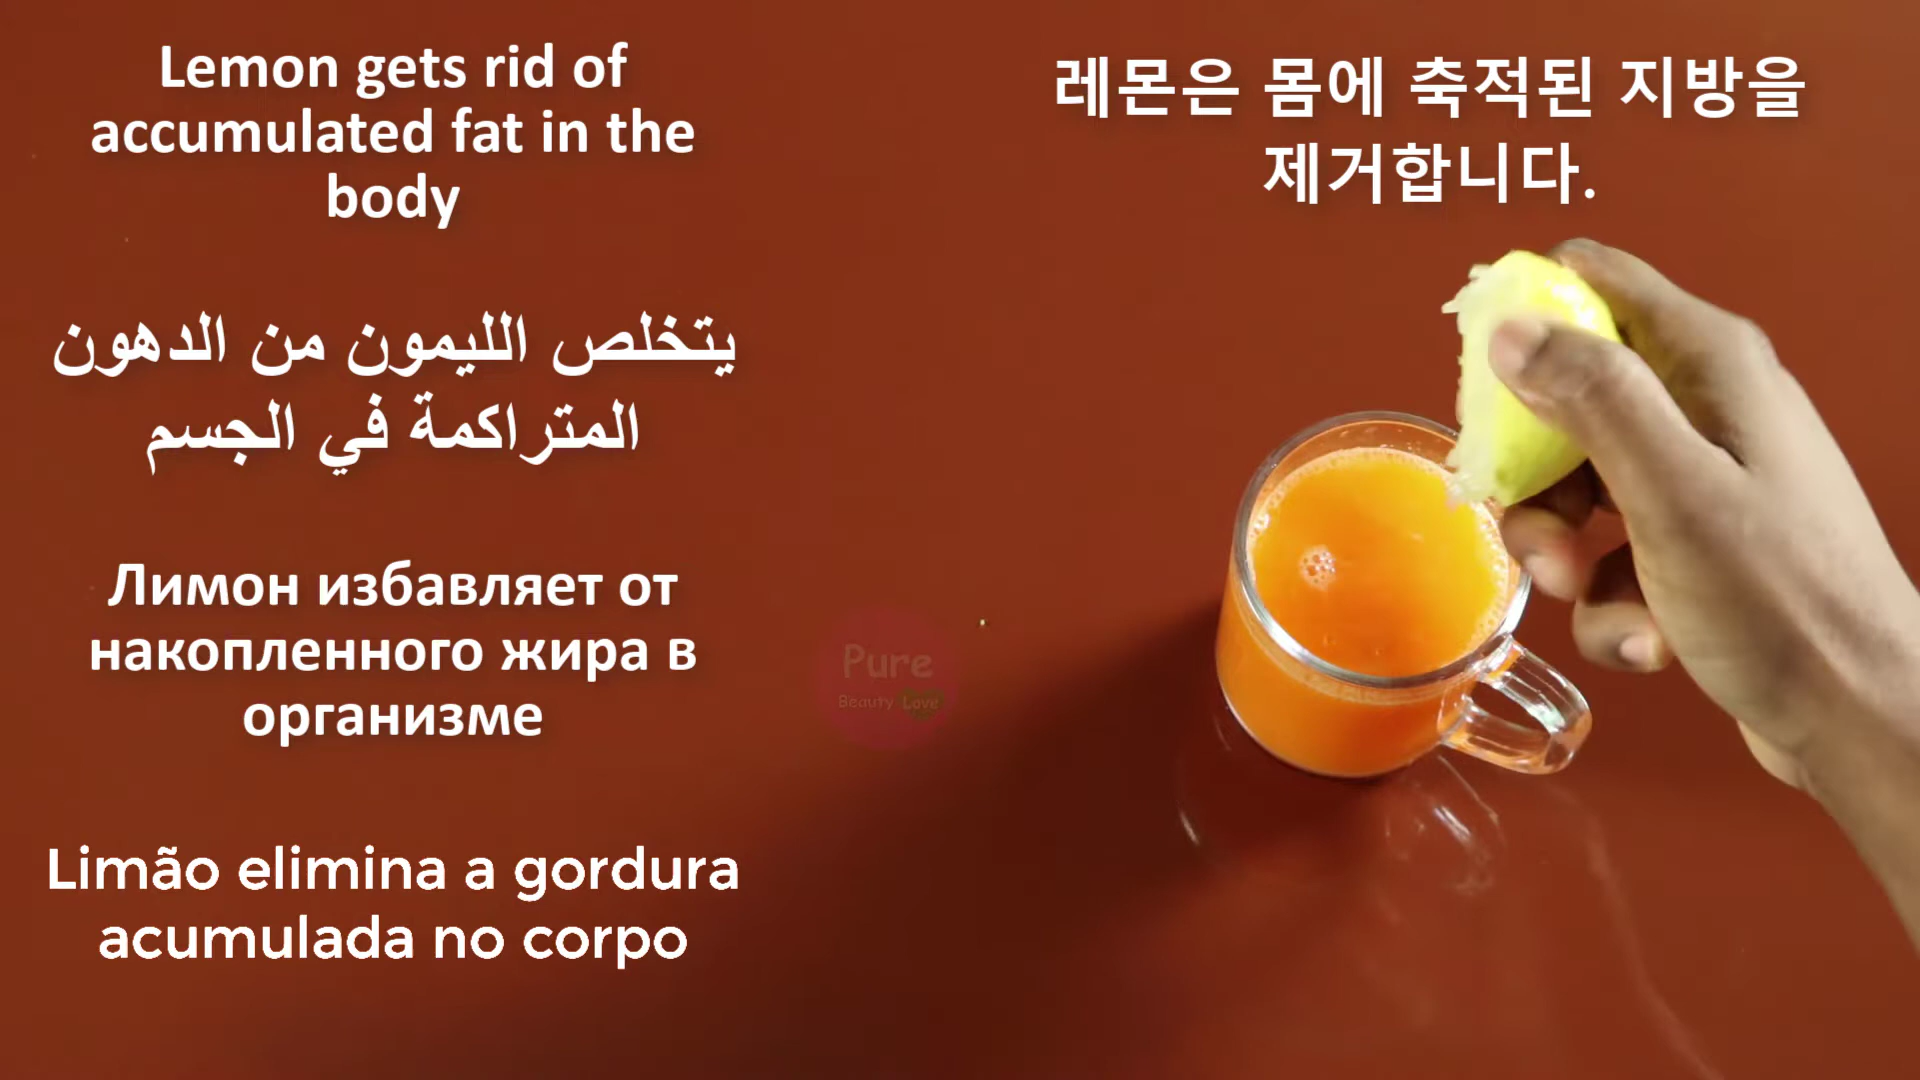 Lemon gets rid of
accumulated fat in the
body
يتخلص الليمون من الدهون
المتراكمة في الجسم
Лимон избавляет от
накопленного жира в
организме
Limão elimina a gordura
acumulada no corpo
레몬은 몸에 축적된 지방을
제거합니다.
Pure
Beauty Love